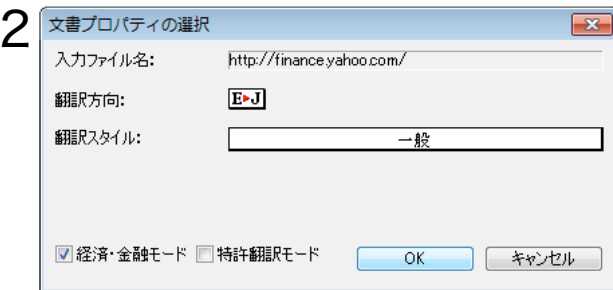 2
文書プロパティの選択
入力ファイル名: http://finance.yahoo.com/
翻訳方向: E▸J
翻訳スタイル: 一般
経済・金融モード 特許翻訳モード OK キャンセル